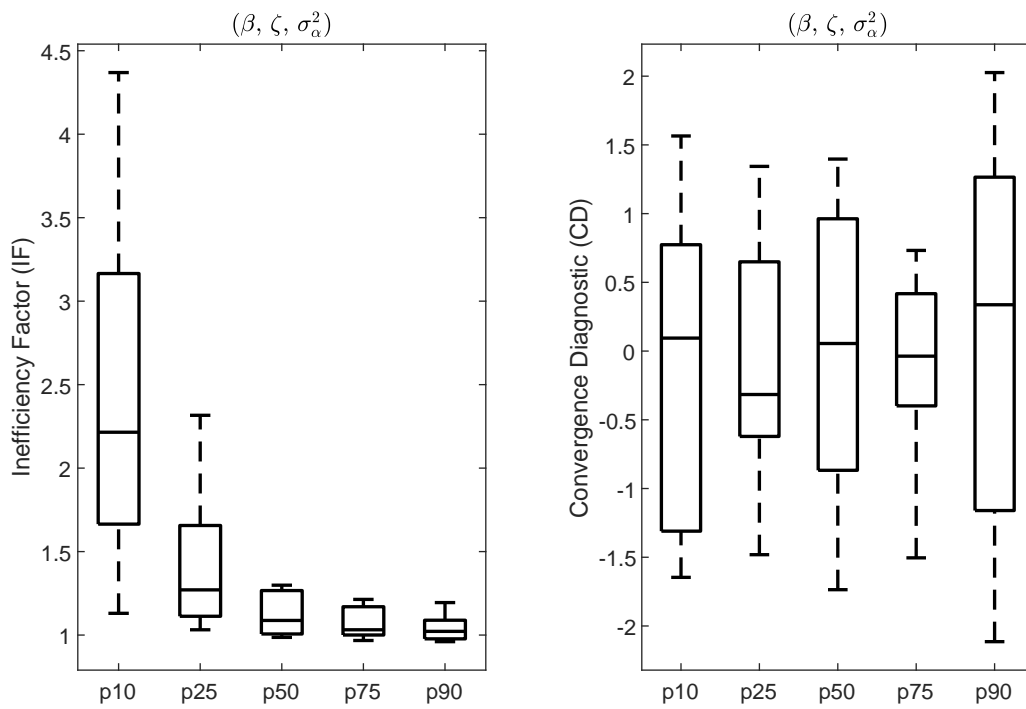 (β, ζ, σ²_α)
Inefficiency Factor (IF)
4.5
4
3.5
3
2.5
2
1.5
1
p10 p25 p50 p75 p90
(β, ζ, σ²_α)
Convergence Diagnostic (CD)
2
1.5
1
0.5
0
-0.5
-1
-1.5
-2
p10 p25 p50 p75 p90